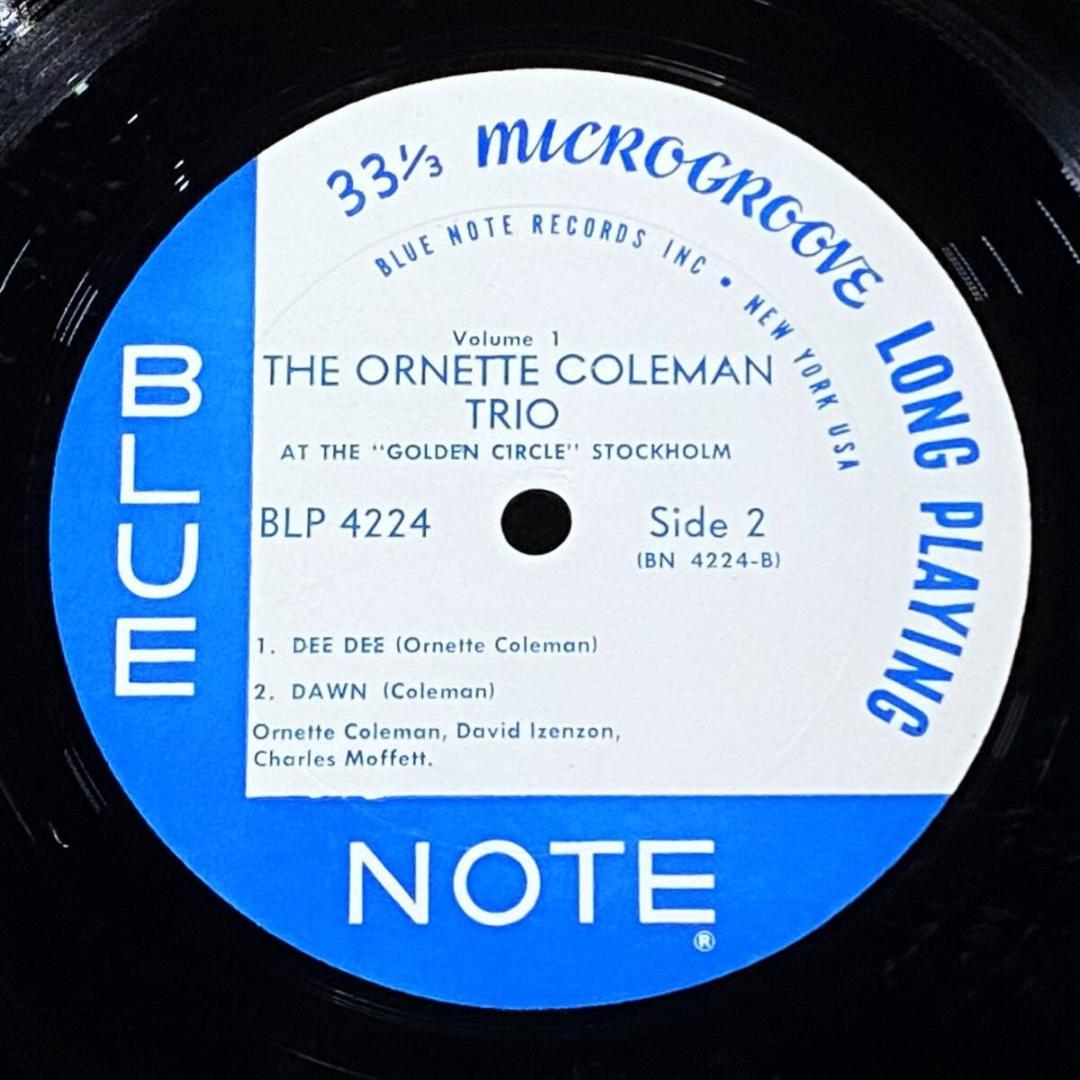 33⅓ MICROGROOVE LONG PLAYING
BLUE NOTE RECORDS INC • NEW YORK USA
Volume 1
THE ORNETTE COLEMAN
TRIO
AT THE "GOLDEN CIRCLE" STOCKHOLM
BLP 4224
Side 2
(BN 4224-B)
1. DEE DEE (Ornette Coleman)
2. DAWN (Coleman)
Ornette Coleman, David Izenzon,
Charles Moffett.
BLUE
NOTE
®